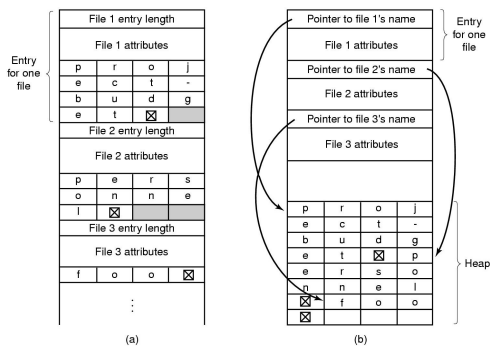 File 1 entry length
File 1 attributes
Entry
for one
file
p r o j
e c t -
b u d g
e t ☒
File 2 entry length
File 2 attributes
p e r s
o n n e
l ☒
File 3 entry length
File 3 attributes
f o o ☒
⋮
(a)
Pointer to file 1's name
File 1 attributes
Entry
for one
file
Pointer to file 2's name
File 2 attributes
Pointer to file 3's name
File 3 attributes
p r o j
e c t -
b u d g
e t ☒ p
e r s o
n n e l
☒ f o o
☒
Heap
(b)